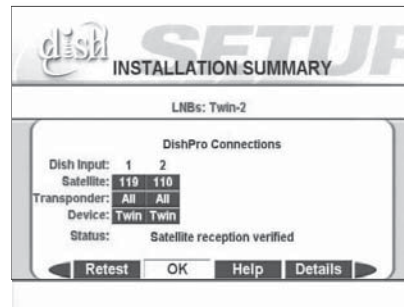 dish
SETUP
INSTALLATION SUMMARY
LNBs: Twin-2
DishPro Connections
Dish Input: 1 2
Satellite: 119 110
Transponder: All All
Device: Twin Twin
Status: Satellite reception verified
Retest OK Help Details